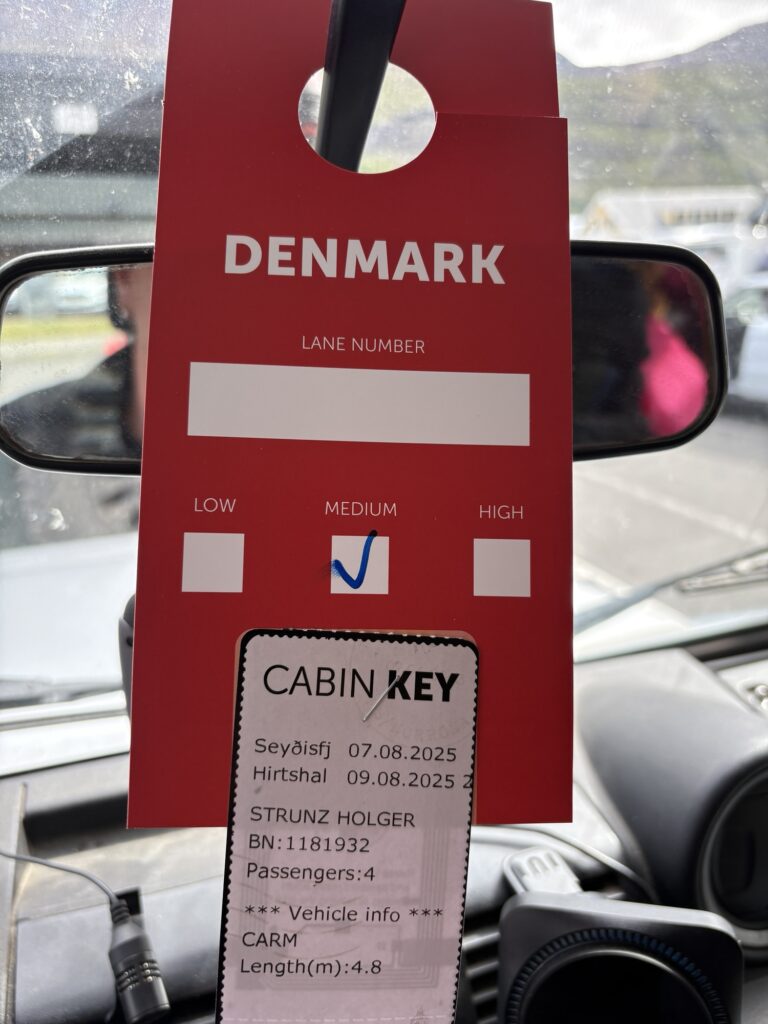 DENMARK
LANE NUMBER
LOW MEDIUM HIGH
CABIN KEY
Seyðisfj 07.08.2025
Hirtshal 09.08.2025 2
STRUNZ HOLGER
BN:1181932
Passengers:4
*** Vehicle info ***
CARM
Length(m):4.8